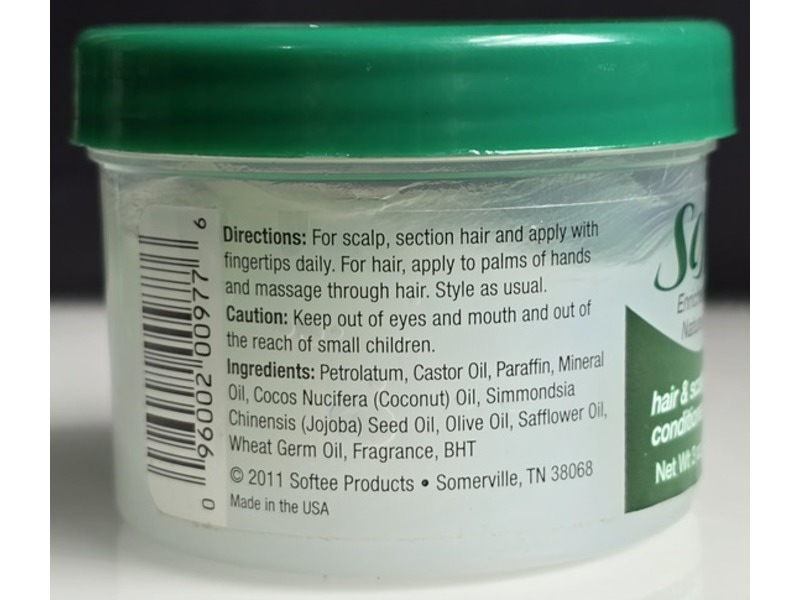 Directions: For scalp, section hair and apply with
fingertips daily. For hair, apply to palms of hands
and massage through hair. Style as usual.
Caution: Keep out of eyes and mouth and out of
the reach of small children.
Ingredients: Petrolatum, Castor Oil, Paraffin, Mineral
Oil, Cocos Nucifera (Coconut) Oil, Simmondsia
Chinensis (Jojoba) Seed Oil, Olive Oil, Safflower Oil,
Wheat Germ Oil, Fragrance, BHT
© 2011 Softee Products • Somerville, TN 38068
Made in the USA
0 96002 00977 6
hair &
Net Wt